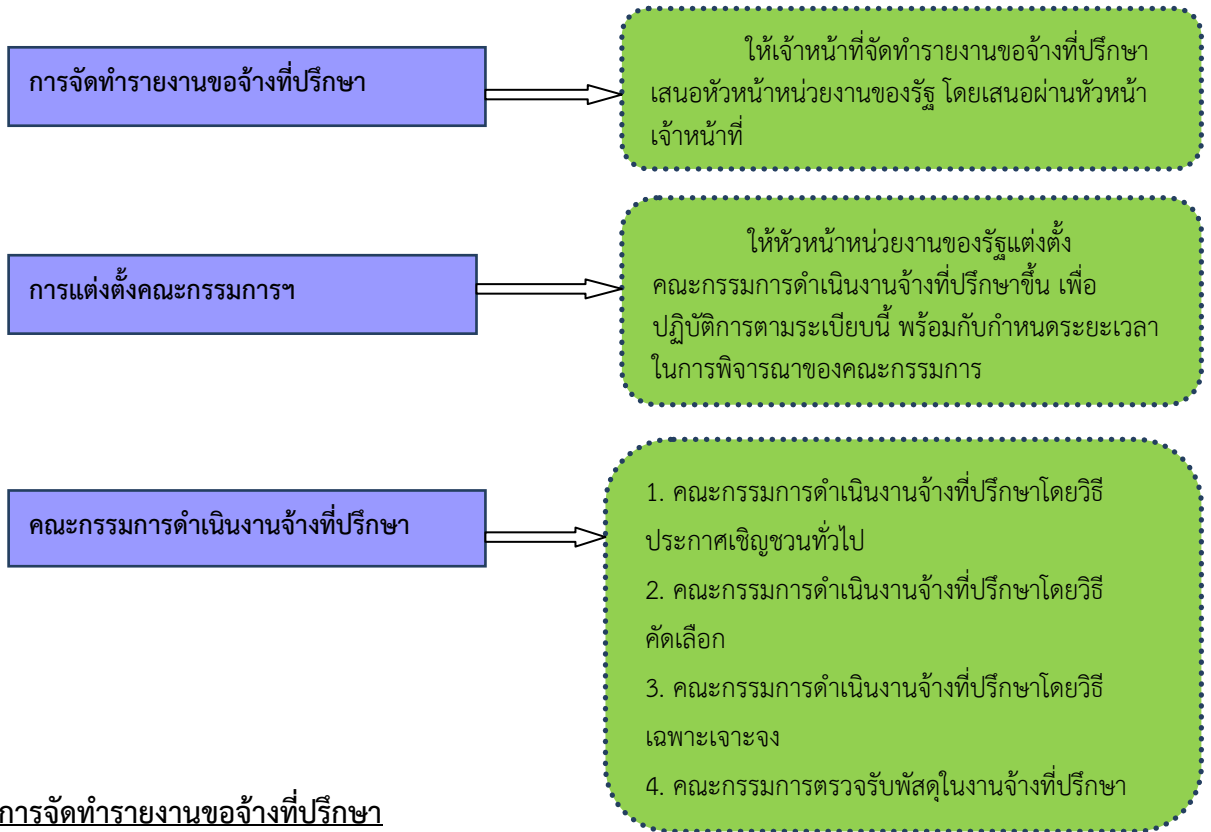 การจัดทำรายงานขอจ้างที่ปรึกษา
ให้เจ้าหน้าที่จัดทำรายงานขอจ้างที่ปรึกษา
เสนอหัวหน้าหน่วยงานของรัฐ โดยเสนอผ่านหัวหน้า
เจ้าหน้าที่
การแต่งตั้งคณะกรรมการฯ
ให้หัวหน้าหน่วยงานของรัฐแต่งตั้ง
คณะกรรมการดำเนินงานจ้างที่ปรึกษาขึ้น เพื่อ
ปฏิบัติการตามระเบียบนี้ พร้อมกับกำหนดระยะเวลา
ในการพิจารณาของคณะกรรมการ
คณะกรรมการดำเนินงานจ้างที่ปรึกษา
1. คณะกรรมการดำเนินงานจ้างที่ปรึกษาโดยวิธี
ประกาศเชิญชวนทั่วไป
2. คณะกรรมการดำเนินงานจ้างที่ปรึกษาโดยวิธี
คัดเลือก
3. คณะกรรมการดำเนินงานจ้างที่ปรึกษาโดยวิธี
เฉพาะเจาะจง
4. คณะกรรมการตรวจรับพัสดุในงานจ้างที่ปรึกษา
การจัดทำรายงานขอจ้างที่ปรึกษา